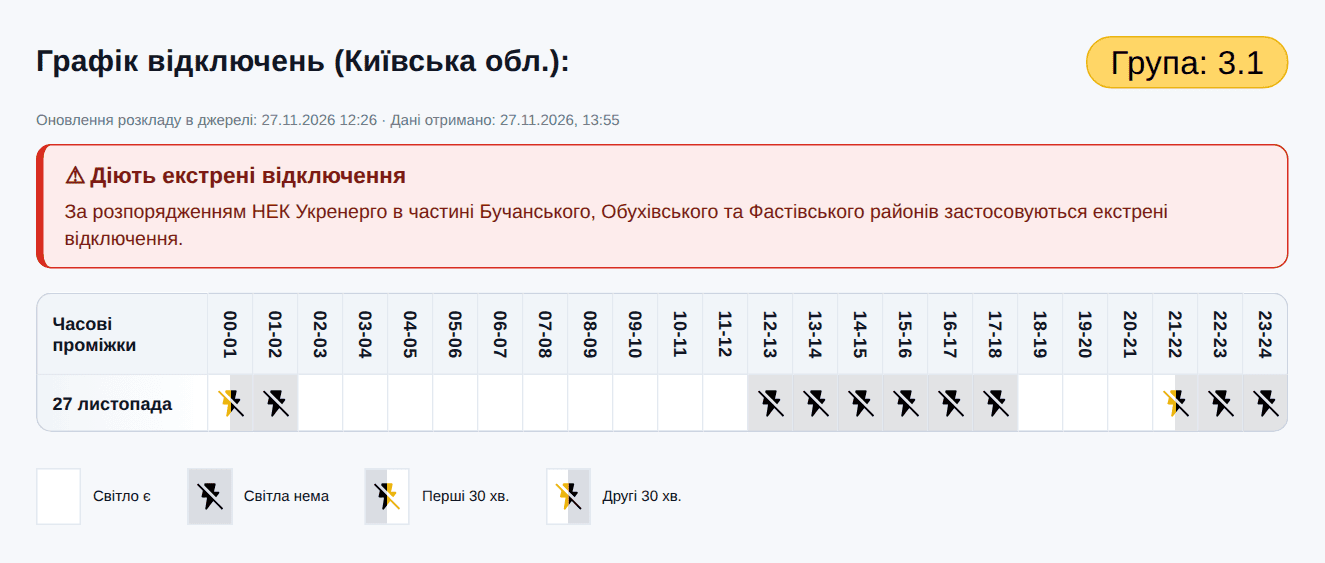 Графік відключень (Київська обл.):
Група: 3.1
Оновлення розкладу в джерелі: 27.11.2026 12:26 · Дані отримано: 27.11.2026, 13:55
⚠ Діють екстрені відключення
За розпорядженням НЕК Укренерго в частині Бучанського, Обухівського та Фастівського районів застосовуються екстрені
відключення.
Часові
проміжки
00-01
01-02
02-03
03-04
04-05
05-06
06-07
07-08
08-09
09-10
10-11
11-12
12-13
13-14
14-15
15-16
16-17
17-18
18-19
19-20
20-21
21-22
22-23
23-24
27 листопада
Світло є
Світла нема
Перші 30 хв.
Другі 30 хв.